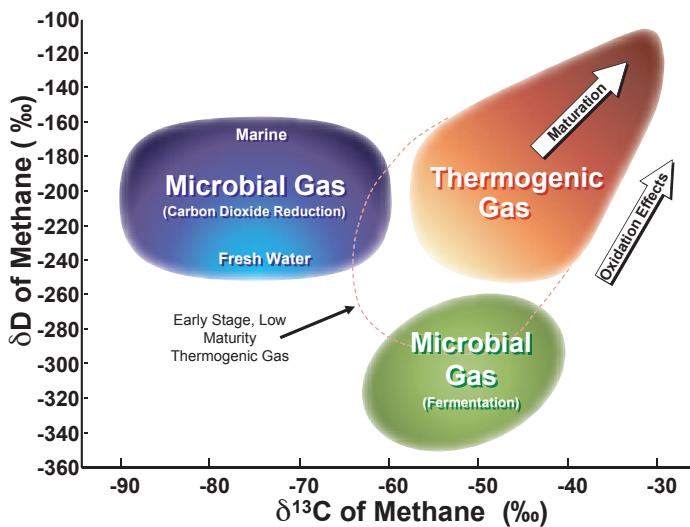 -100
-120
-140
-160
-180
-200
-220
-240
-260
-280
-300
-320
-340
-360
δD of Methane ( ‰)
Marine
Microbial Gas
(Carbon Dioxide Reduction)
Fresh Water
Maturation
Thermogenic
Gas
Oxidation Effects
Early Stage, Low
Maturity
Thermogenic Gas
Microbial
Gas
(Fermentation)
-90 -80 -70 -60 -50 -40 -30
δ¹³C of Methane (‰)